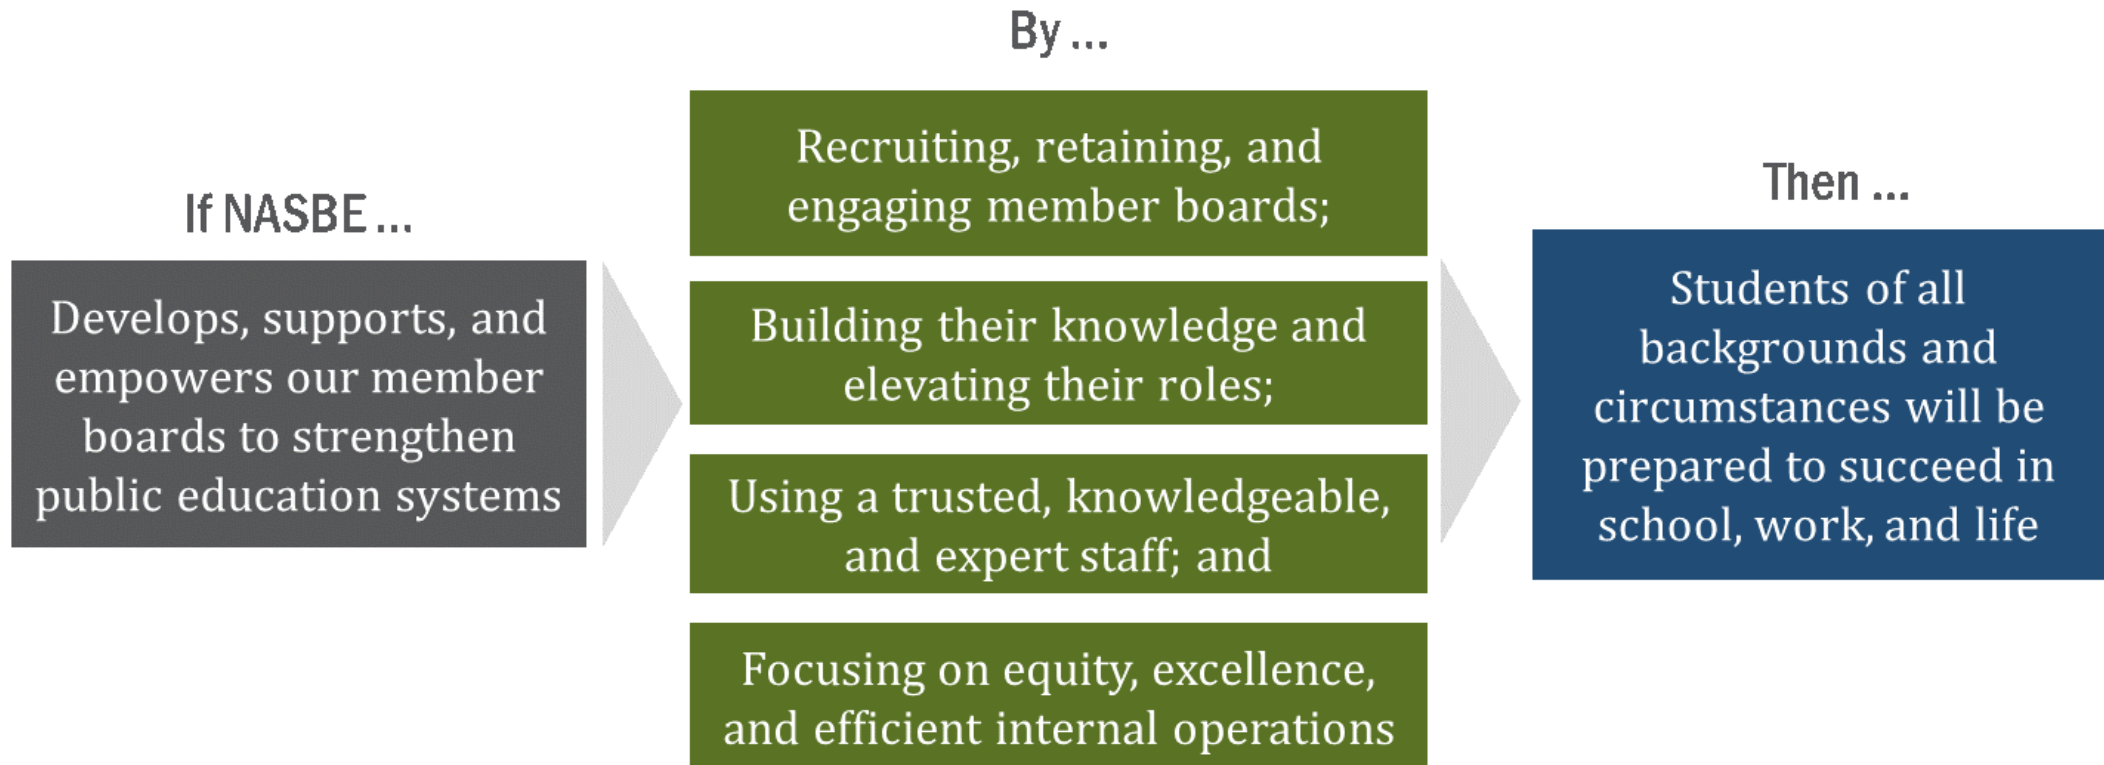 If NASBE ...
Develops, supports, and
empowers our member
boards to strengthen
public education systems
By ...
Recruiting, retaining, and
engaging member boards;
Building their knowledge and
elevating their roles;
Using a trusted, knowledgeable,
and expert staff; and
Focusing on equity, excellence,
and efficient internal operations
Then ...
Students of all
backgrounds and
circumstances will be
prepared to succeed in
school, work, and life